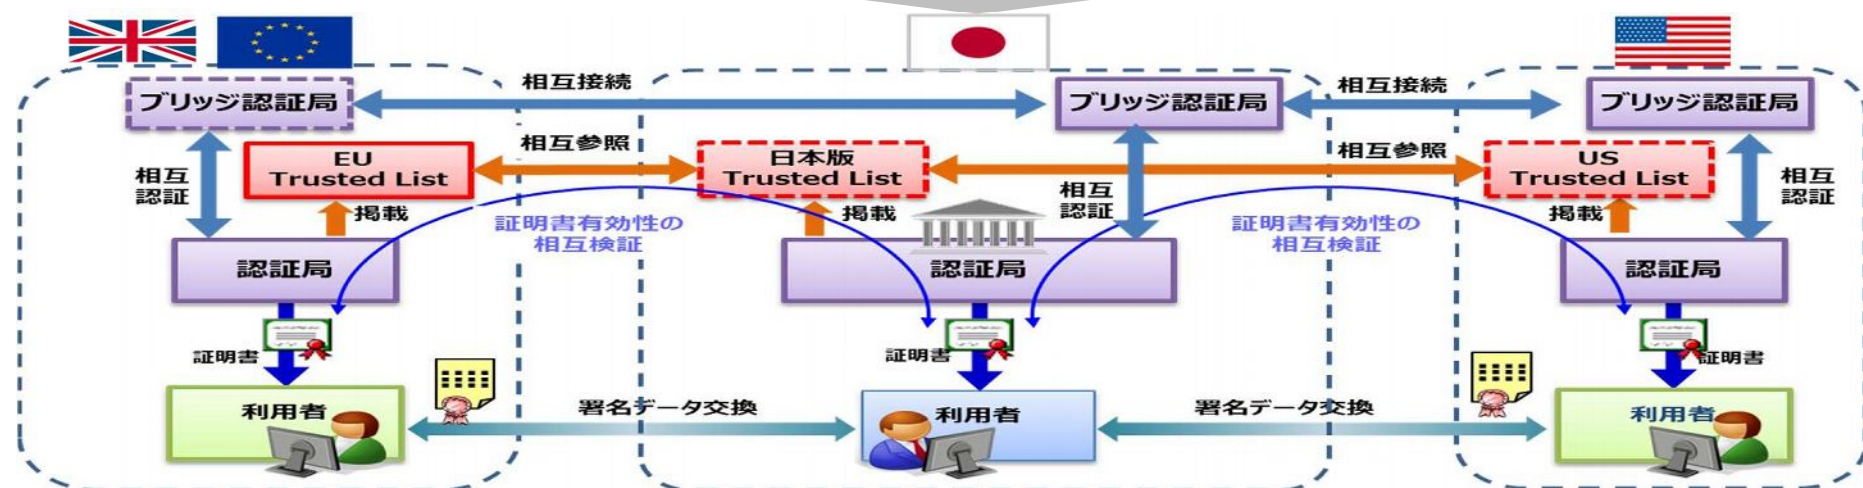 相互接続
相互接続
ブリッジ認証局
ブリッジ認証局
ブリッジ認証局
相互参照
相互参照
EU
Trusted List
日本版
Trusted List
US
Trusted List
相互
認証
相互
認証
相互
認証
掲載
掲載
掲載
証明書有効性の
相互検証
証明書有効性の
相互検証
認証局
認証局
認証局
証明書
証明書
証明書
利用者
署名データ交換
利用者
署名データ交換
利用者